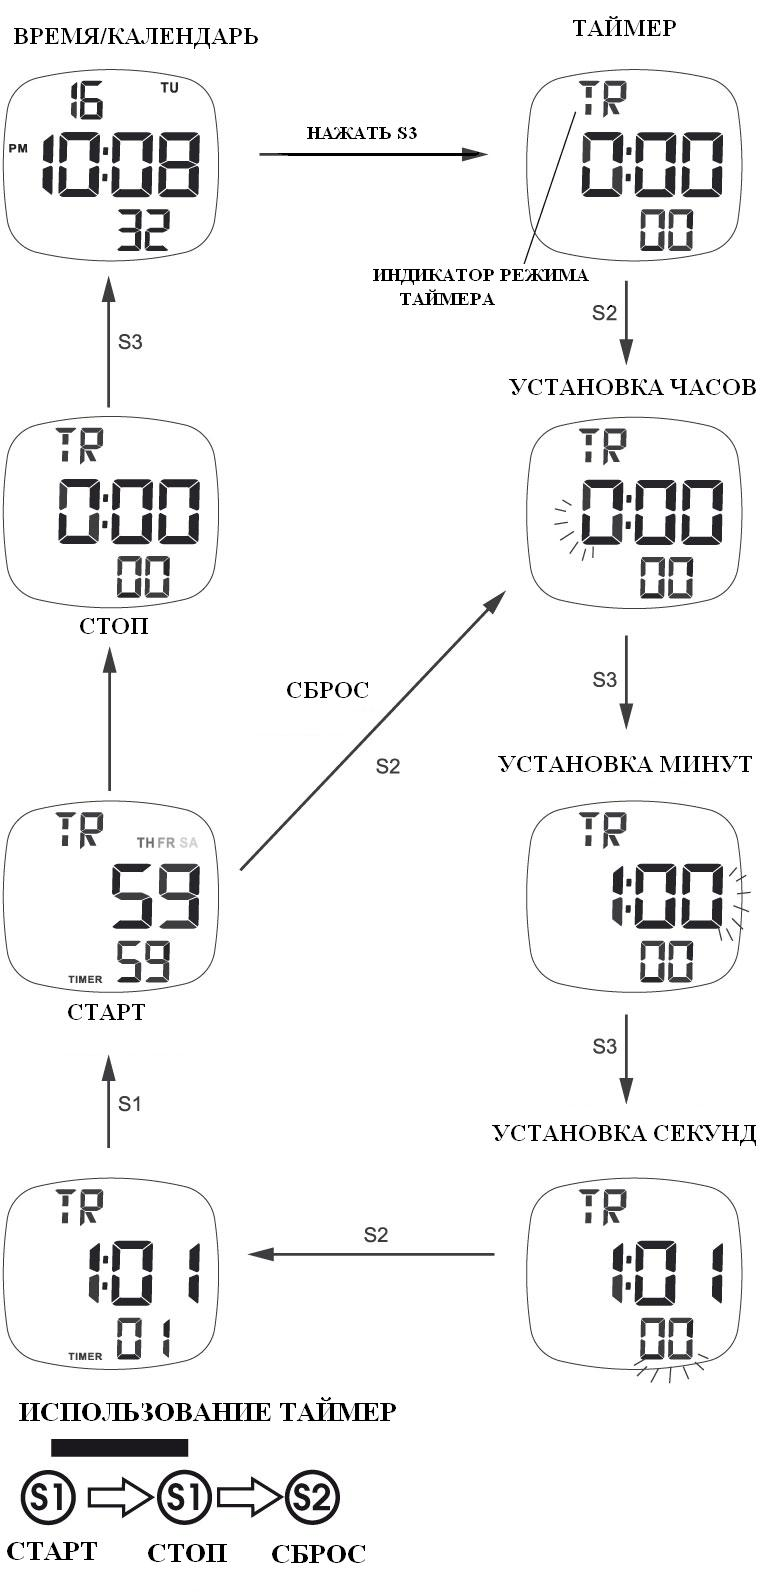 ВРЕМЯ/КАЛЕНДАРЬ
ТАЙМЕР
16 TU
PM 10:08
32
НАЖАТЬ S3
TR
0:00
00
ИНДИКАТОР РЕЖИМА
ТАЙМЕРА
S2
УСТАНОВКА ЧАСОВ
TR
0:00
00
S3
УСТАНОВКА МИНУТ
TR
1:00
00
S3
УСТАНОВКА СЕКУНД
TR
1:01
00
S2
TR
1:01
TIMER 01
S1
TR
TH FR SA
59
TIMER 59
СТАРТ
СБРОС
S2
TR
0:00
00
СТОП
S3
ИСПОЛЬЗОВАНИЕ ТАЙМЕР
S1 S1 S2
СТАРТ СТОП СБРОС